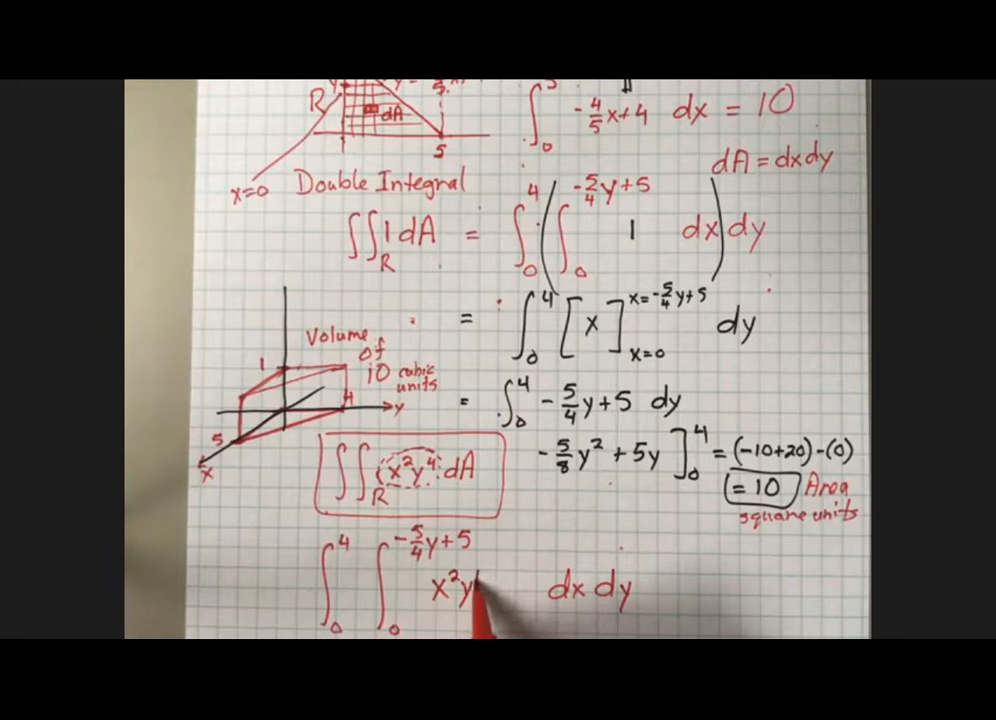 R dA 5
∫₀⁵ -4/5x+4 dx = 10
x=0 Double Integral
dA = dxdy
∫∫_R 1 dA = ∫₀⁴ ( ∫₀^(-5/4y+5) 1 dx ) dy
= ∫₀⁴ [ x ]_(x=0)^(x=-5/4y+5) dy
Volume
of
10 cubic
units
1 4 y 5 x
= ∫₀⁴ -5/4y+5 dy
-5/8y² + 5y ]₀⁴ = (-10+20)-(0)
= 10 Area
square units
∫∫_R (x²y⁴) dA
∫₀⁴ ∫₀^(-5/4y+5) x²y dx dy